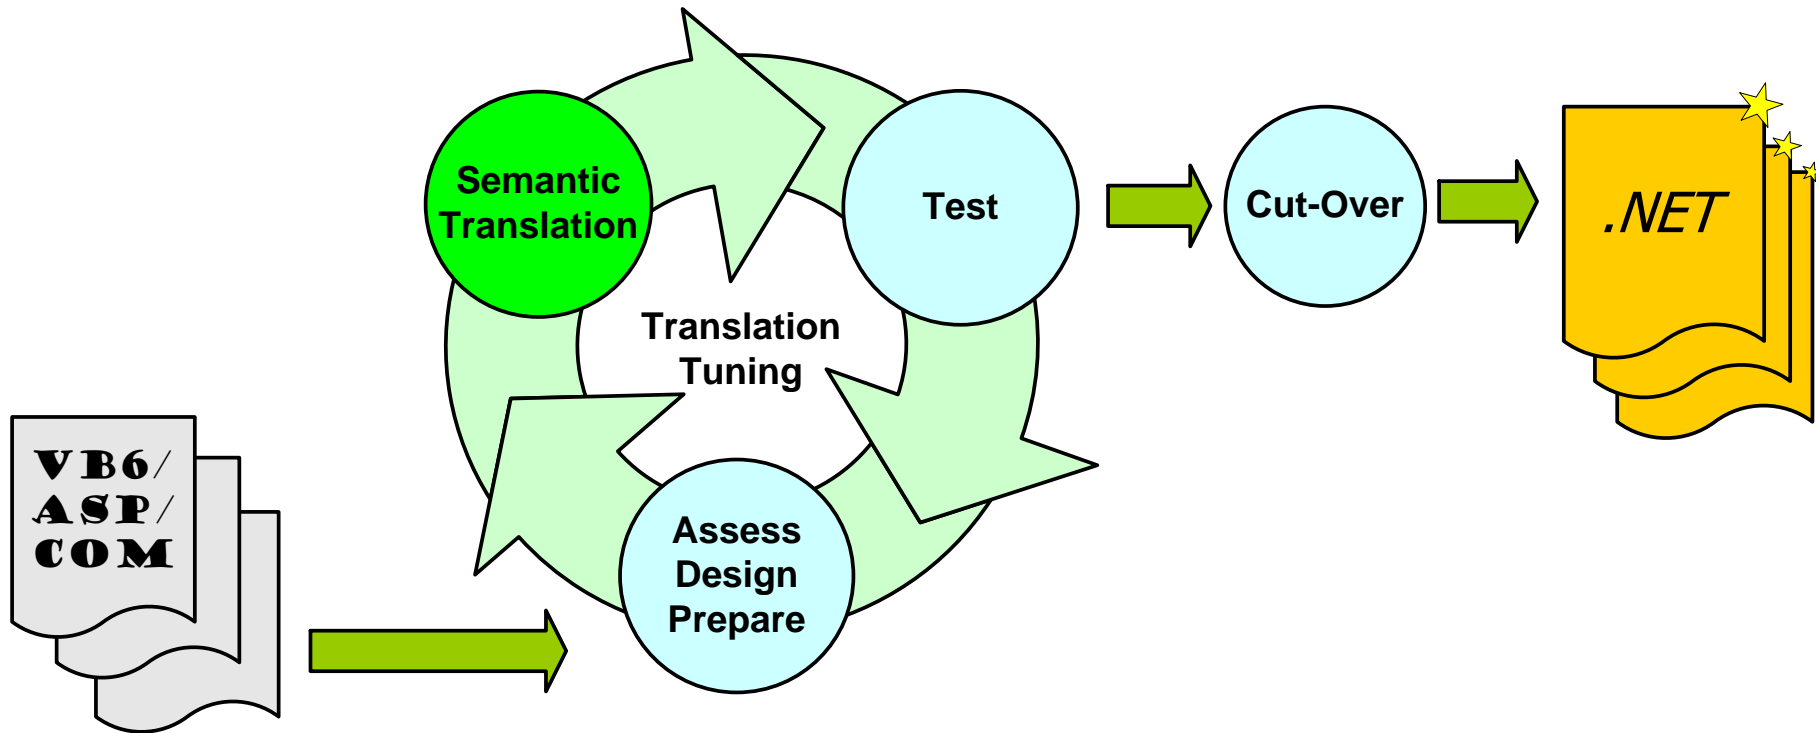 Semantic
Translation
Test
Cut-Over
.NET
Translation
Tuning
VB6/
ASP/
COM
Assess
Design
Prepare